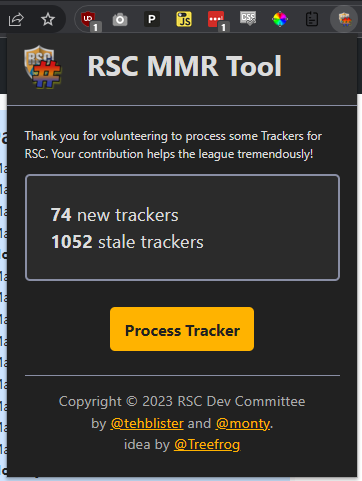 RSC
#
RSC MMR Tool
Thank you for volunteering to process some Trackers for
RSC. Your contribution helps the league tremendously!
74 new trackers
1052 stale trackers
Process Tracker
Copyright © 2023 RSC Dev Committee
by @tehblister and @monty.
idea by @Treefrog